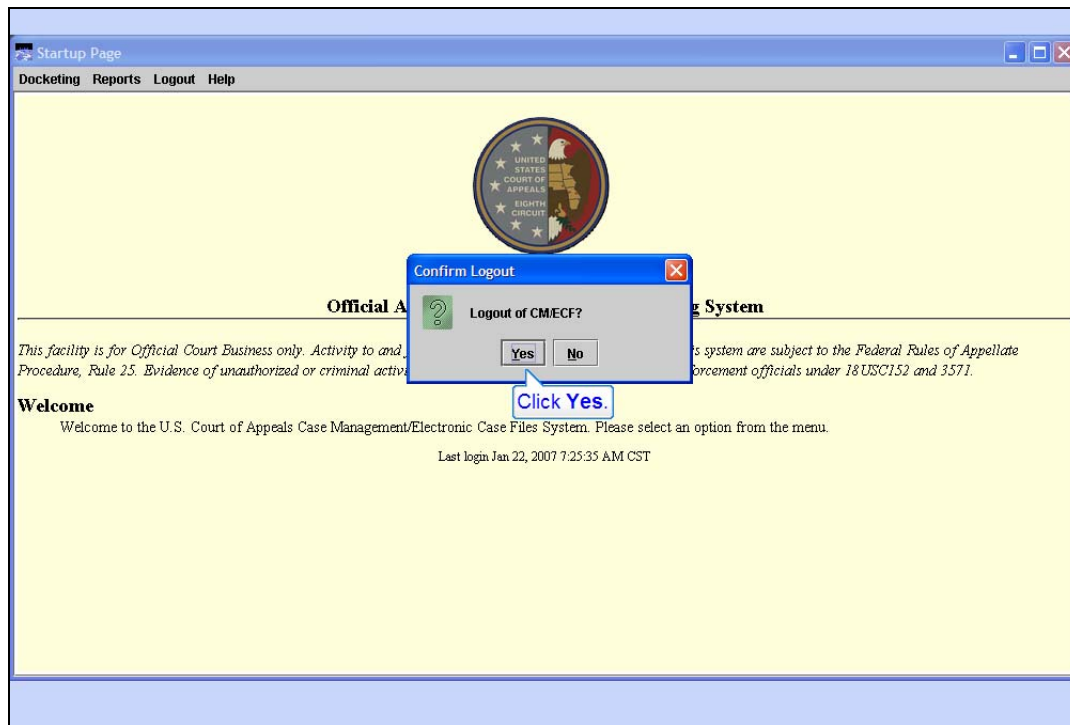 Startup Page
Docketing Reports Logout Help
UNITED
STATES
COURT OF
APPEALS
EIGHTH
CIRCUIT
Confirm Logout
Official A g System
Logout of CM/ECF?
This facility is for Official Court Business only. Activity to and s system are subject to the Federal Rules of Appellate
Yes No
Procedure, Rule 25. Evidence of unauthorized or criminal activi forcement officials under 18USC152 and 3571.
Click Yes.
Welcome
Welcome to the U.S. Court of Appeals Case Management/Electronic Case Files System. Please select an option from the menu.
Last login Jan 22, 2007 7:25:35 AM CST